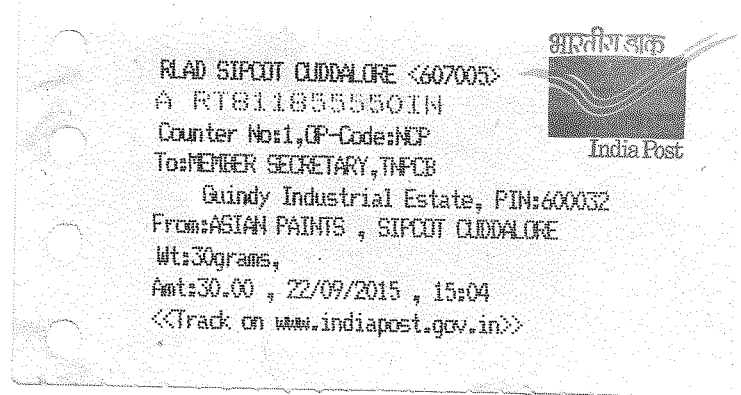 भारतीय डाक
RLAD SIPCOT CUDDALORE <607005>
A RT811855550IN
Counter No:1,OP-Code:NCP
India Post
To:MEMBER SECRETARY,TNPCB
Guindy Industrial Estate, PIN:600032
From:ASIAN PAINTS , SIPCOT CUDDALORE
Wt:30grams,
Amt:30.00 , 22/09/2015 , 15:04
<<Track on www.indiapost.gov.in>>